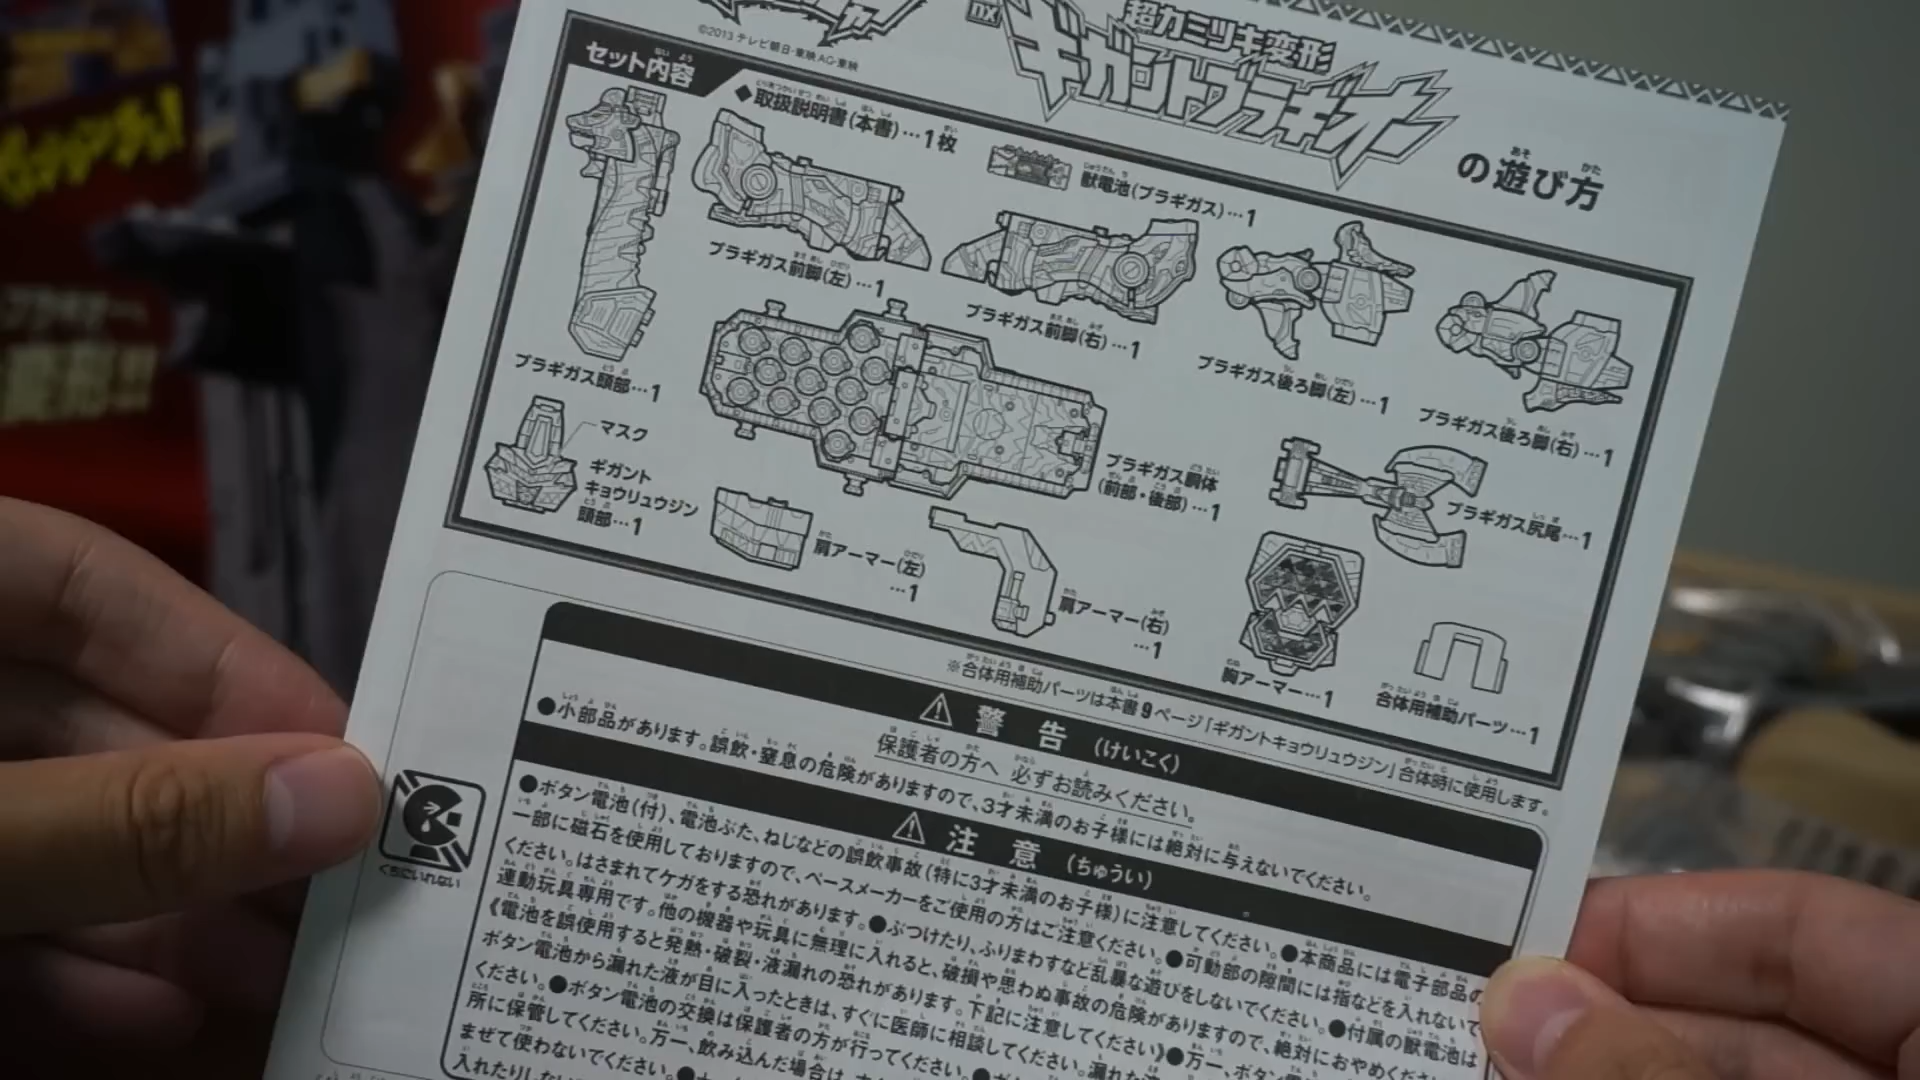 ©2013 テレビ朝日・東映AG・東映
DX
超カミツキ変形
ギガントブラギオー
の遊び方
セット内容
◆取扱説明書(本書)…1枚
獣電池(ブラギガス)…1
ブラギガス頭部…1
ブラギガス前脚(左)…1
ブラギガス前脚(右)…1
ブラギガス後ろ脚(左)…1
ブラギガス後ろ脚(右)…1
マスク
ギガント
キョウリュウジン
頭部…1
ブラギガス胴体
(前部・後部)…1
ブラギガス尻尾…1
肩アーマー(左)
…1
肩アーマー(右)
…1
胸アーマー…1
合体用補助パーツ…1
※合体用補助パーツは本書9ページ「ギガントキョウリュウジン」合体時に使用します。
警告(けいこく)
保護者の方へ 必ずお読みください。
●小部品があります。誤飲・窒息の危険がありますので、3才未満のお子様には絶対に与えないでください。
注意(ちゅうい)
くちにいれない
●ボタン電池(付)、電池ぶた、ねじなどの誤飲事故(特に3才未満のお子様)に注意してください。●本商品には電子部品の
一部に磁石を使用しておりますので、ペースメーカーをご使用の方はご注意ください。●可動部の隙間には指などを入れないで
ください。はさまれてケガをする恐れがあります。●ぶつけたり、ふりまわすなど乱暴な遊びをしないでください。●付属の獣電池は
連動玩具専用です。他の機器や玩具に無理に入れると、破損や思わぬ事故の危険がありますので、絶対におやめください。
《電池を誤使用すると発熱・破裂・液漏れの恐れがあります。下記に注意してください》●万一、ボタン電
ボタン電池から漏れた液が目に入ったときは、すぐに医師に相談してください。漏れた
ください。●ボタン電池の交換は保護者の方が行ってください。
所に保管してください。万一、飲み込んだ場合は
まぜて使わないでください。